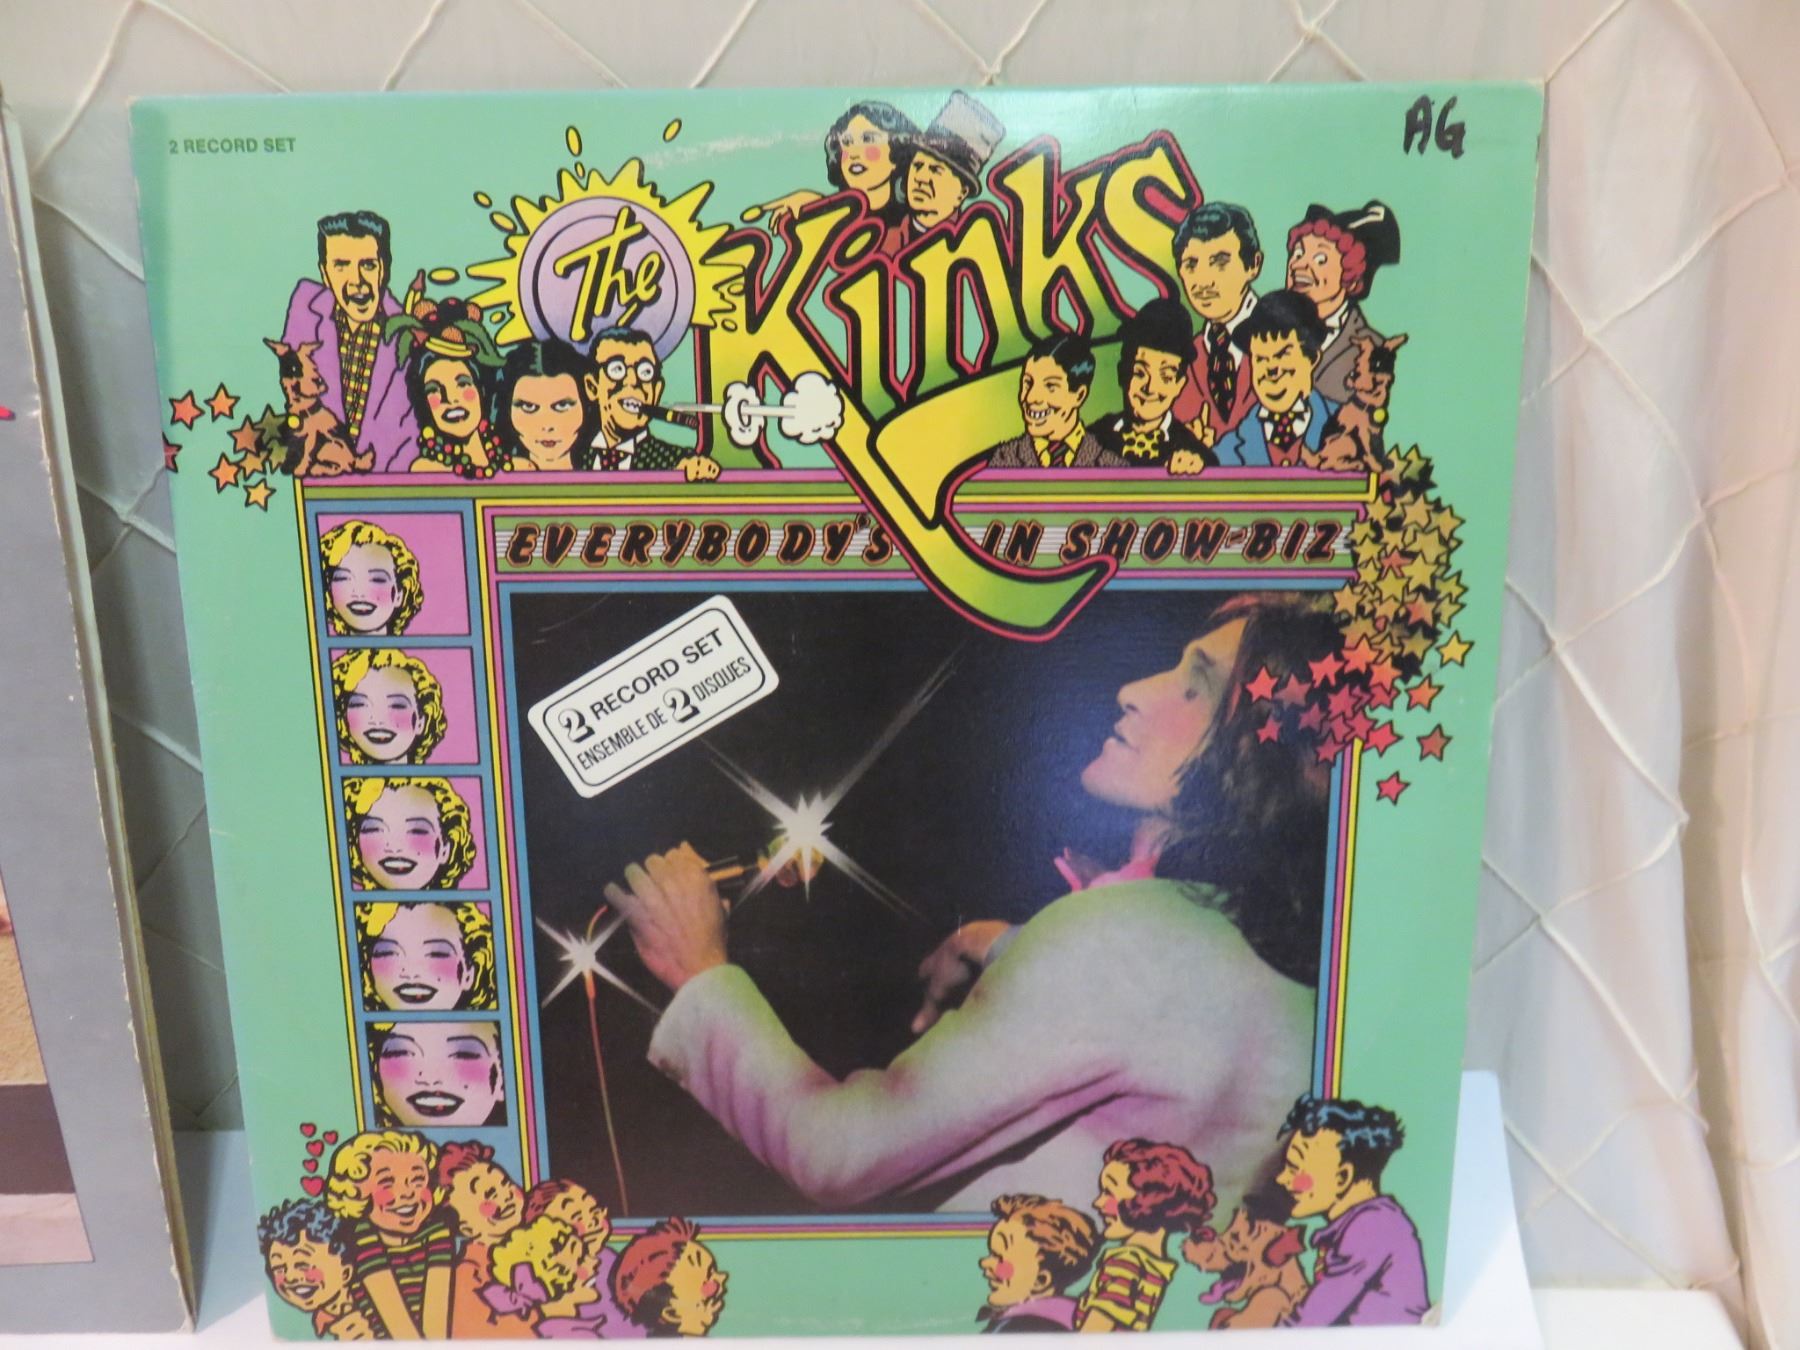 AG
2 RECORD SET
The Kinks
EVERYBODY'S IN SHOW-BIZ
2 RECORD SET
ENSEMBLE DE 2 DISQUES